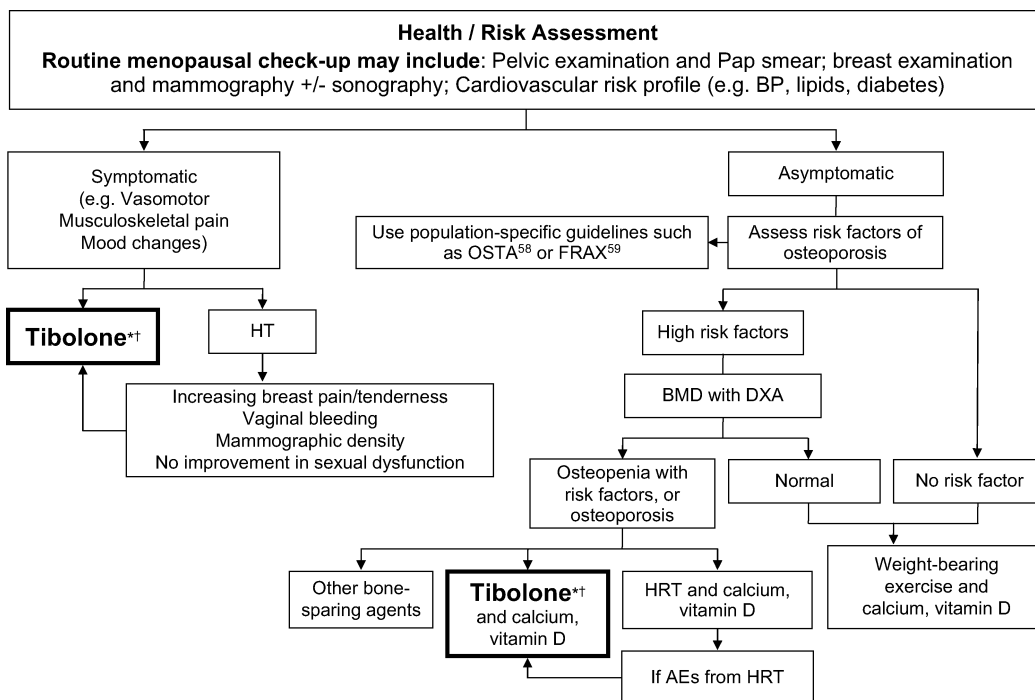 Health / Risk Assessment
Routine menopausal check-up may include: Pelvic examination and Pap smear; breast examination
and mammography +/- sonography; Cardiovascular risk profile (e.g. BP, lipids, diabetes)
Symptomatic
(e.g. Vasomotor
Musculoskeletal pain
Mood changes)
Asymptomatic
Use population-specific guidelines such
as OSTA58 or FRAX59
Assess risk factors of
osteoporosis
Tibolone*†
HT
High risk factors
Increasing breast pain/tenderness
Vaginal bleeding
Mammographic density
No improvement in sexual dysfunction
BMD with DXA
Osteopenia with
risk factors, or
osteoporosis
Normal
No risk factor
Other bone-
sparing agents
Tibolone*†
and calcium,
vitamin D
HRT and calcium,
vitamin D
Weight-bearing
exercise and
calcium, vitamin D
If AEs from HRT